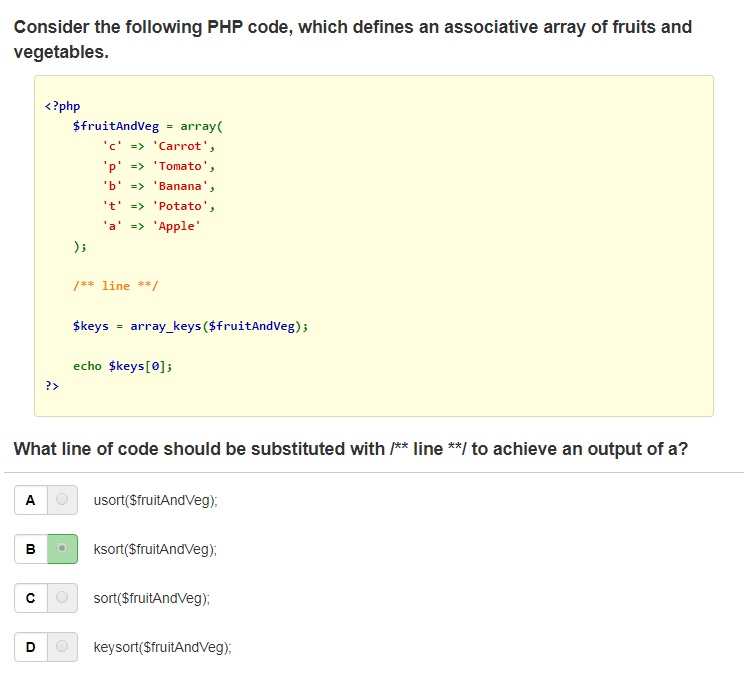 Consider the following PHP code, which defines an associative array of fruits and
vegetables.
<?php
$fruitAndVeg = array(
'c' => 'Carrot',
'p' => 'Tomato',
'b' => 'Banana',
't' => 'Potato',
'a' => 'Apple'
);
/** line **/
$keys = array_keys($fruitAndVeg);
echo $keys[0];
?>
What line of code should be substituted with /** line **/ to achieve an output of a?
A usort($fruitAndVeg);
B ksort($fruitAndVeg);
C sort($fruitAndVeg);
D keysort($fruitAndVeg);